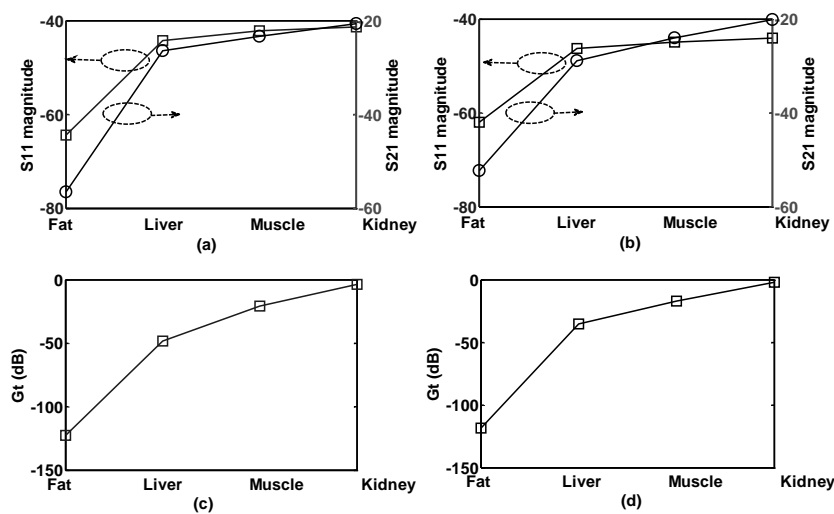 -40
-60
-80
S11 magnitude
-20
-40
-60
S21 magnitude
Fat Liver Muscle Kidney
(a)
-40
-60
-80
S11 magnitude
-20
-40
-60
S21 magnitude
Fat Liver Muscle Kidney
(b)
0
-50
-100
-150
Gt (dB)
Fat Liver Muscle Kidney
(c)
0
-50
-100
-150
Gt (dB)
Fat Liver Muscle Kidney
(d)